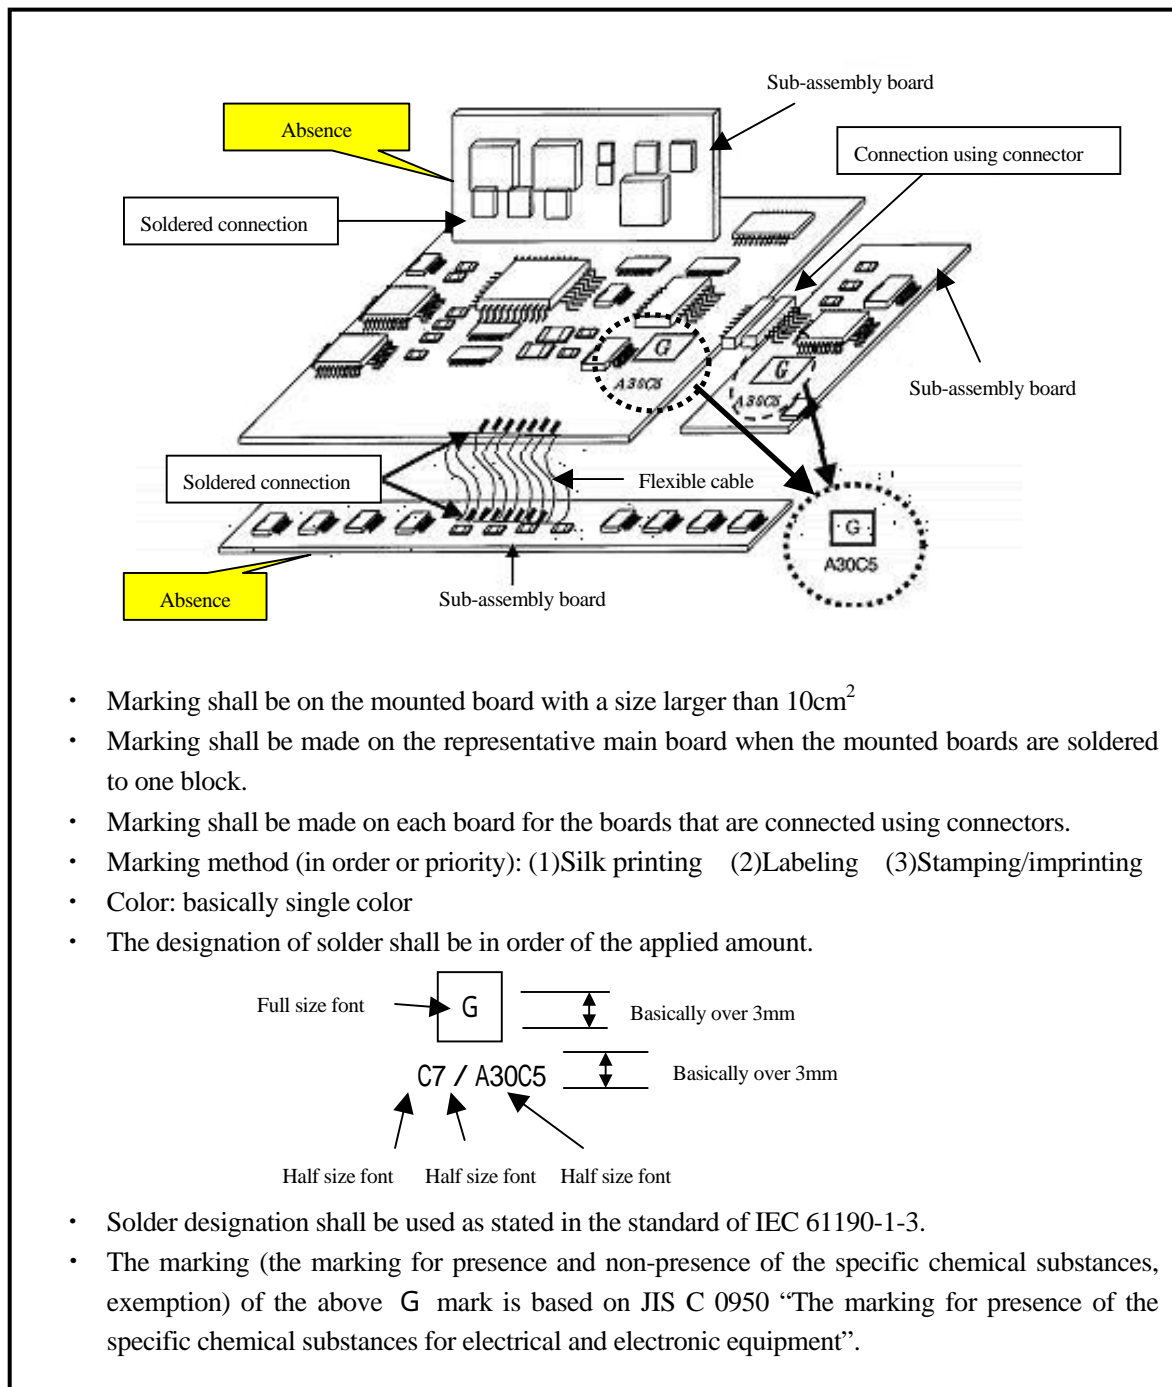 Sub-assembly board
Absence
Connection using connector
Soldered connection
G
A30C5
G
A30C5
Sub-assembly board
Soldered connection
Flexible cable
G
A30C5
Absence
Sub-assembly board
・ Marking shall be on the mounted board with a size larger than 10cm²
・ Marking shall be made on the representative main board when the mounted boards are soldered
to one block.
・ Marking shall be made on each board for the boards that are connected using connectors.
・ Marking method (in order or priority): (1)Silk printing (2)Labeling (3)Stamping/imprinting
・ Color: basically single color
・ The designation of solder shall be in order of the applied amount.
Full size font
G
Basically over 3mm
C7 / A30C5
Basically over 3mm
Half size font Half size font Half size font
・ Solder designation shall be used as stated in the standard of IEC 61190-1-3.
・ The marking (the marking for presence and non-presence of the specific chemical substances,
exemption) of the above G mark is based on JIS C 0950 “The marking for presence of the
specific chemical substances for electrical and electronic equipment”.